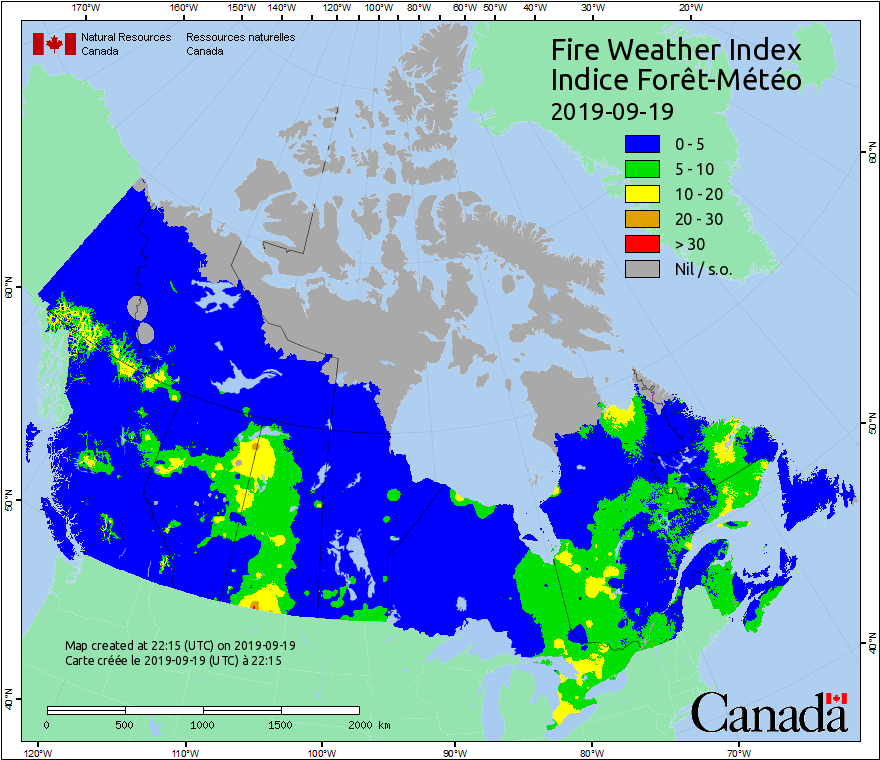 170°W 160°W 150°W 140°W 130°W 120°W 110°W 100°W 90°W 80°W 70°W 60°W 50°W 40°W 30°W 20°W
Natural Resources Ressources naturelles
Canada Canada
Fire Weather Index
Indice Forêt-Météo
2019-09-19
0 - 5
5 - 10
10 - 20
20 - 30
> 30
Nil / s.o.
60°N
50°N
40°N
60°N
50°N
40°N
Map created at 22:15 (UTC) on 2019-09-19
Carte créée le 2019-09-19 (UTC) à 22:15
0 500 1000 1500 2000 km
Canada
120°W 110°W 100°W 90°W 80°W 70°W